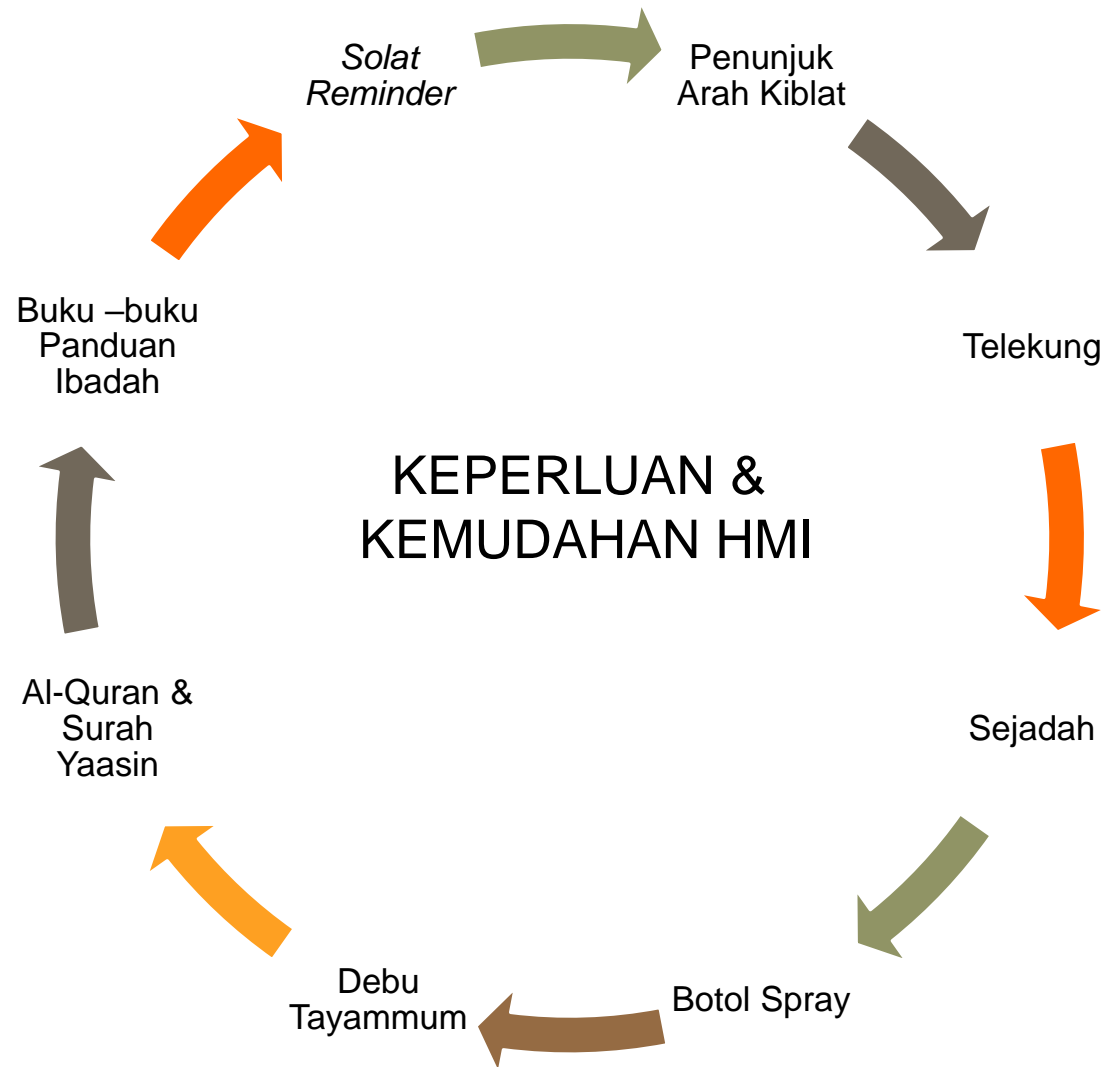 Solat
Reminder
Penunjuk
Arah Kiblat
Telekung
Sejadah
Botol Spray
Debu
Tayammum
Al-Quran &
Surah
Yaasin
Buku –buku
Panduan
Ibadah
KEPERLUAN &
KEMUDAHAN HMI